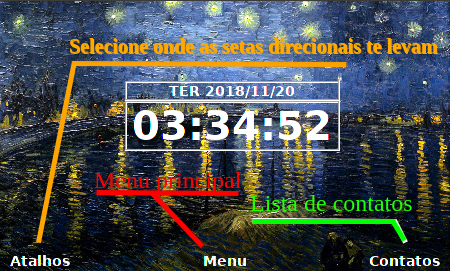 Selecione onde as setas direcionais te levam
TER 2018/11/20
03:34:52
Menu principal
Lista de contatos
Atalhos Menu Contatos